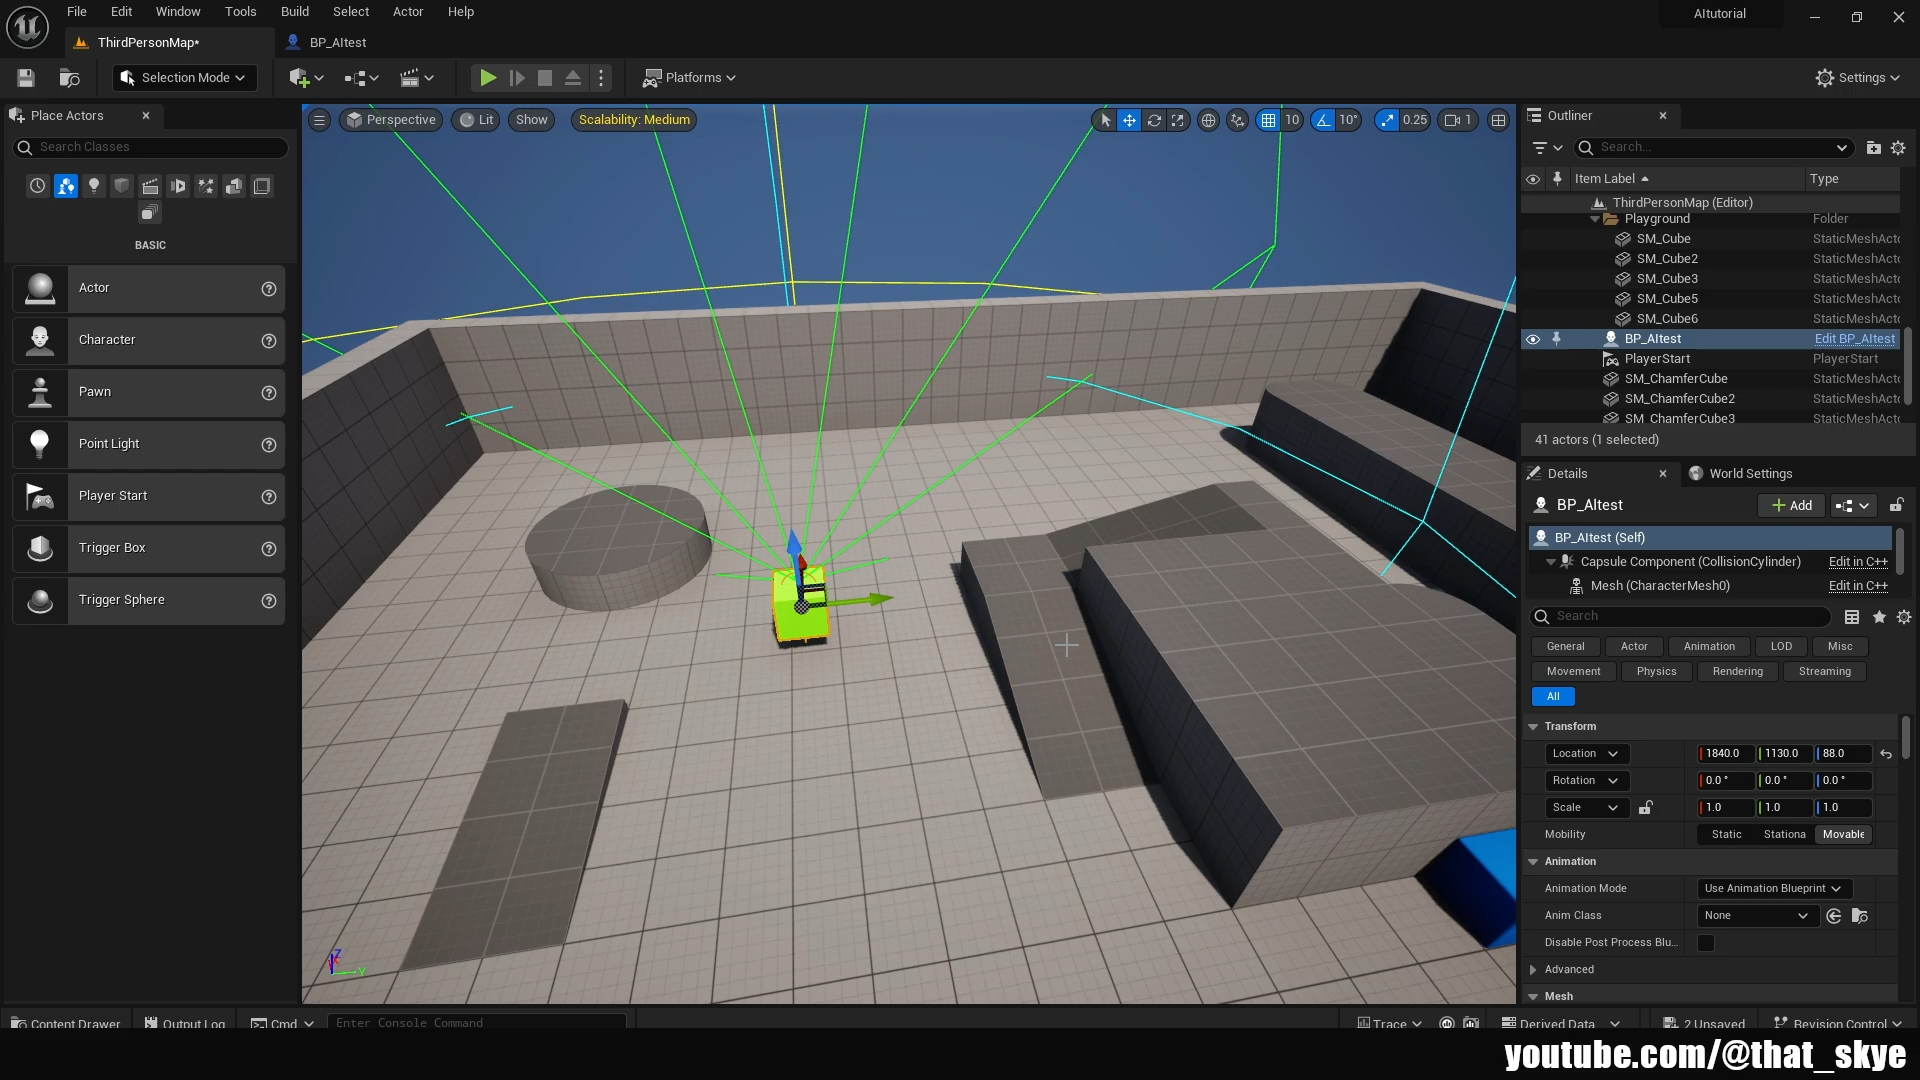 File Edit Window Tools Build Select Actor Help
AItutorial
ThirdPersonMap*
BP_AItest
Selection Mode
Platforms
Settings
Place Actors
Search Classes
BASIC
Actor
Character
Pawn
Point Light
Player Start
Trigger Box
Trigger Sphere
Perspective
Lit
Show
Scalability: Medium
10
10°
0.25
1
Outliner
Search...
Item Label
Type
ThirdPersonMap (Editor)
Playground Folder
SM_Cube StaticMeshActo
SM_Cube2 StaticMeshActo
SM_Cube3 StaticMeshActo
SM_Cube5 StaticMeshActo
SM_Cube6 StaticMeshActo
BP_AItest Edit BP_AItest
PlayerStart PlayerStart
SM_ChamferCube StaticMeshActo
SM_ChamferCube2 StaticMeshActo
SM_ChamferCube3 StaticMeshActo
41 actors (1 selected)
Details
World Settings
BP_AItest
Add
BP_AItest (Self)
Capsule Component (CollisionCylinder) Edit in C++
Mesh (CharacterMesh0) Edit in C++
Search
General Actor Animation LOD Misc
Movement Physics Rendering Streaming
All
Transform
Location 1840.0 1130.0 88.0
Rotation 0.0 ° 0.0 ° 0.0 °
Scale 1.0 1.0 1.0
Mobility Static Stationa Movable
Animation
Animation Mode Use Animation Blueprint
Anim Class None
Disable Post Process Blu...
Advanced
Mesh
Z
Y
Content Drawer
Output Log
Cmd
Enter Console Command
Trace
Derived Data
2 Unsaved
Revision Control
youtube.com/@that_skye